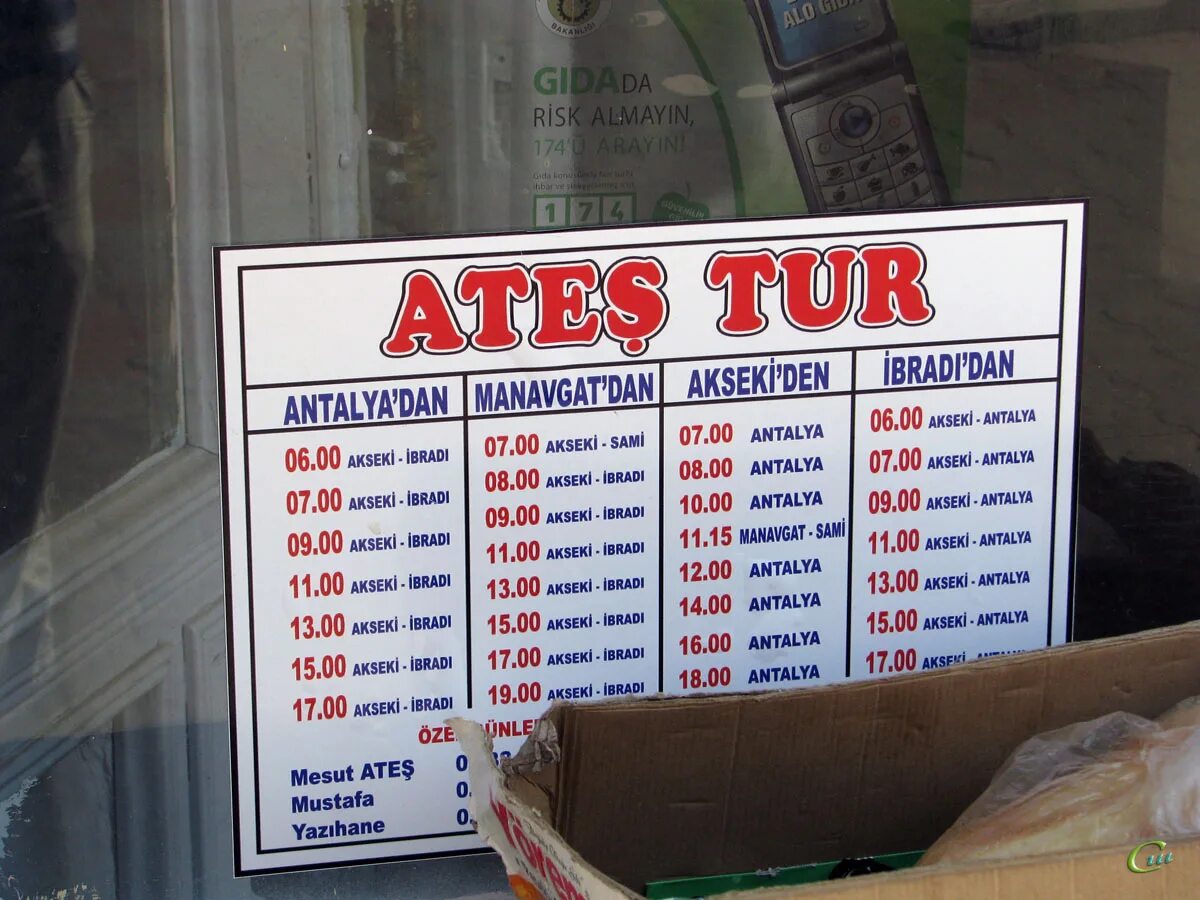 ALO GIDA
BAKANLIĞI
GIDADA
RİSK ALMAYIN,
174'Ü ARAYIN!
174
ATEŞ TUR
ANTALYA'DAN
06.00 AKSEKİ - İBRADI
07.00 AKSEKİ - İBRADI
09.00 AKSEKİ - İBRADI
11.00 AKSEKİ - İBRADI
13.00 AKSEKİ - İBRADI
15.00 AKSEKİ - İBRADI
17.00 AKSEKİ - İBRADI
MANAVGAT'DAN
07.00 AKSEKİ - SAMİ
08.00 AKSEKİ - İBRADI
09.00 AKSEKİ - İBRADI
11.00 AKSEKİ - İBRADI
13.00 AKSEKİ - İBRADI
15.00 AKSEKİ - İBRADI
17.00 AKSEKİ - İBRADI
19.00 AKSEKİ - İBRADI
AKSEKİ'DEN
07.00 ANTALYA
08.00 ANTALYA
10.00 ANTALYA
11.15 MANAVGAT - SAMİ
12.00 ANTALYA
14.00 ANTALYA
16.00 ANTALYA
18.00 ANTALYA
İBRADI'DAN
06.00 AKSEKİ - ANTALYA
07.00 AKSEKİ - ANTALYA
09.00 AKSEKİ - ANTALYA
11.00 AKSEKİ - ANTALYA
13.00 AKSEKİ - ANTALYA
15.00 AKSEKİ - ANTALYA
17.00 AKSEKİ -
Mesut ATEŞ
Mustafa
Yazıhane